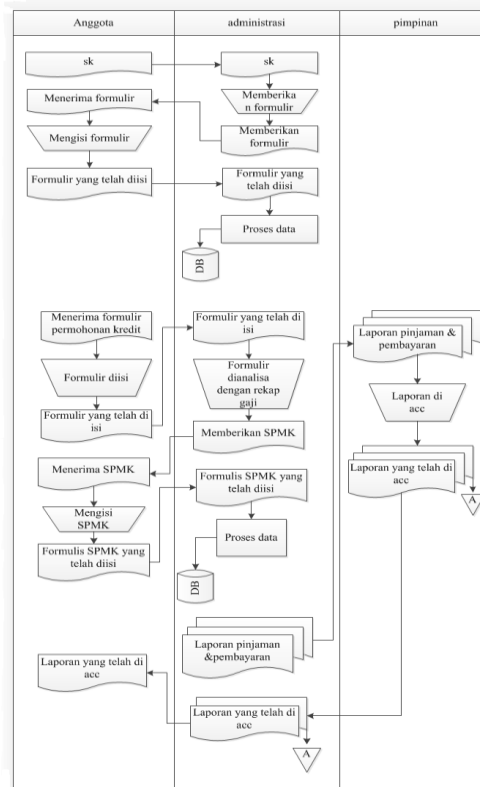 Anggota
administrasi
pimpinan
sk
sk
Menerima formulir
Memberika
n formulir
Mengisi formulir
Memberikan
formulir
Formulir yang telah diisi
Formulir yang
telah di isi
Proses data
DB
Menerima formulir
permohonan kredit
Formulir yang telah di
isi
Laporan pinjaman &
pembayaran
Formulir diisi
Formulir
dianalisa
dengan rekap
gaji
Laporan di
acc
Formulir yang telah di
isi
Memberikan SPMK
Menerima SPMK
Formulis SPMK yang
telah diisi
Laporan yang telah di
acc
A
Mengisi
SPMK
Proses data
Formulis SPMK yang
telah diisi
DB
Laporan pinjaman
&pembayaran
Laporan yang telah di
acc
Laporan yang telah di
acc
A